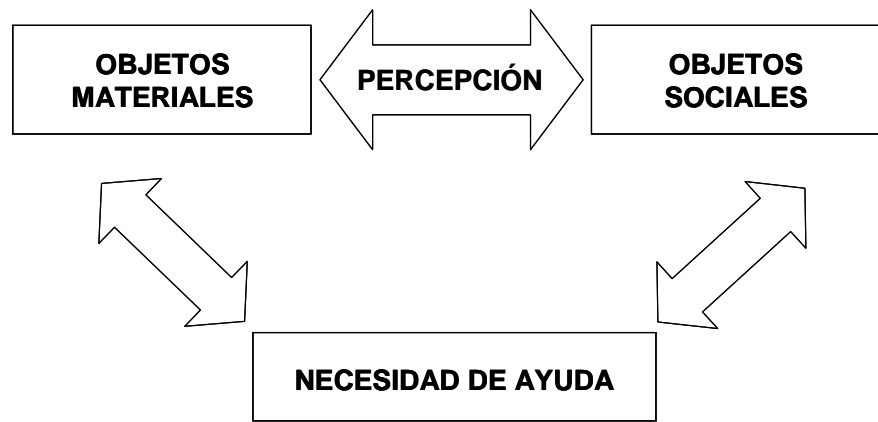 OBJETOS
MATERIALES
PERCEPCIÓN
OBJETOS
SOCIALES
NECESIDAD DE AYUDA